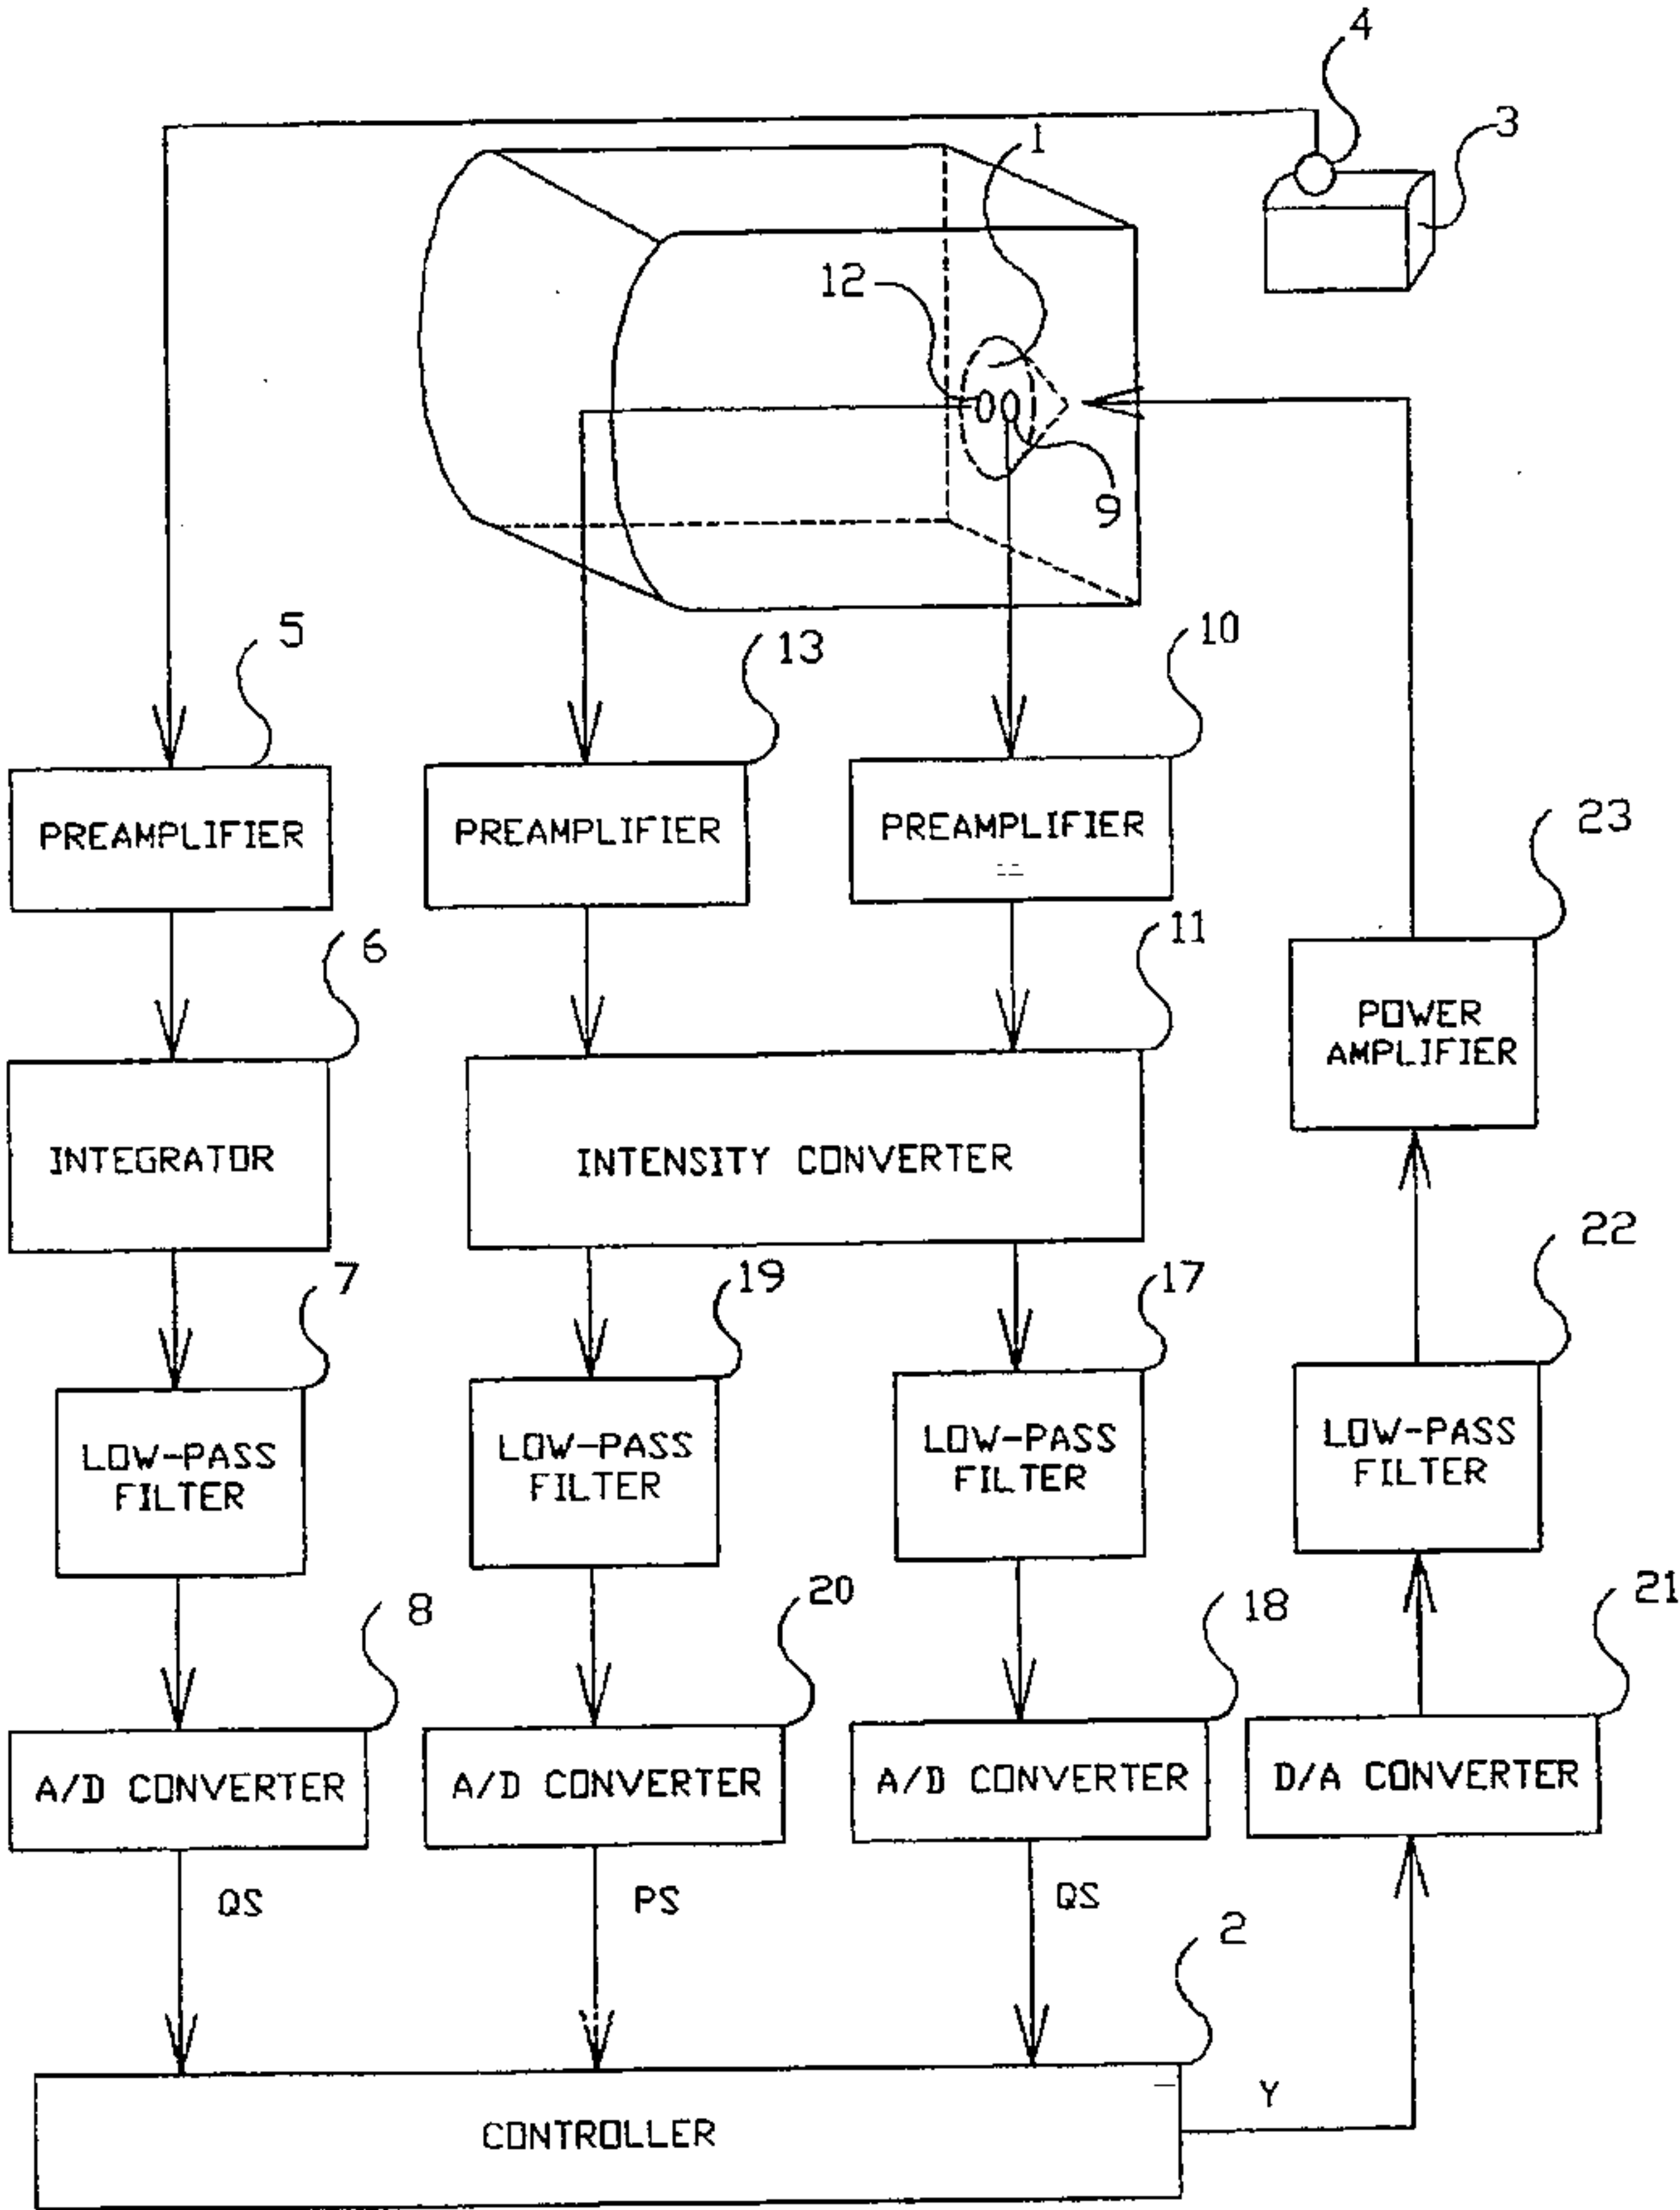 4
3
1
12
9
5
13
10
PREAMPLIFIER
PREAMPLIFIER
PREAMPLIFIER
23
6
11
POWER
AMPLIFIER
INTEGRATOR
INTENSITY CONVERTER
7
19
17
22
LOW-PASS
FILTER
LOW-PASS
FILTER
LOW-PASS
FILTER
LOW-PASS
FILTER
8
20
18
21
A/D CONVERTER
A/D CONVERTER
A/D CONVERTER
D/A CONVERTER
QS
PS
QS
2
Y
CONTROLLER